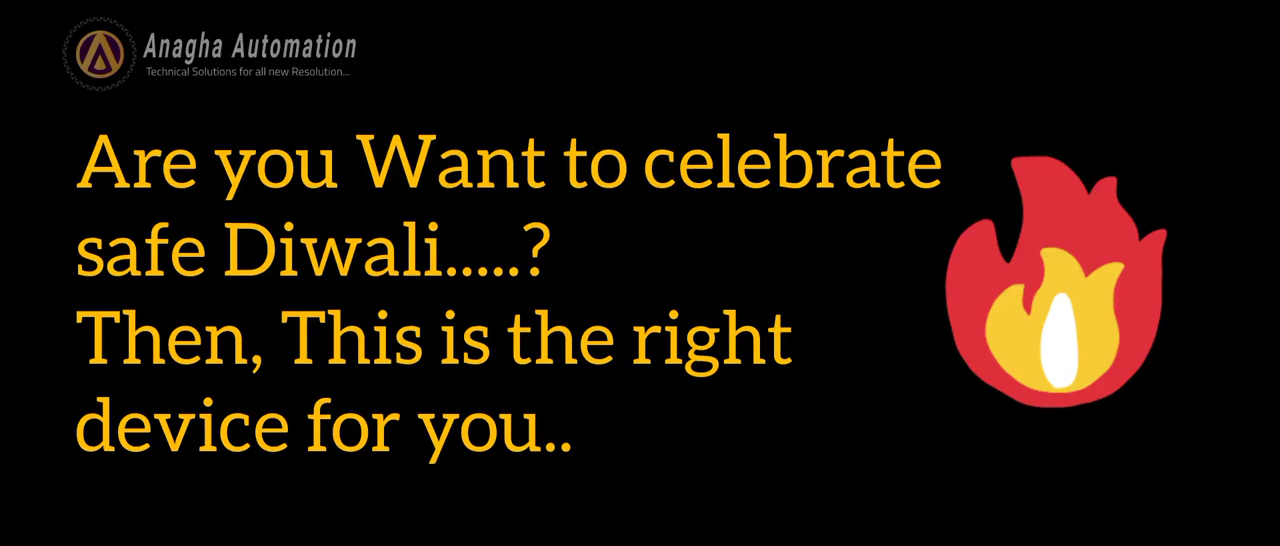 Anagha Automation
Technical Solutions for all new Resolution...
Are you Want to celebrate
safe Diwali.....?
Then, This is the right
device for you..